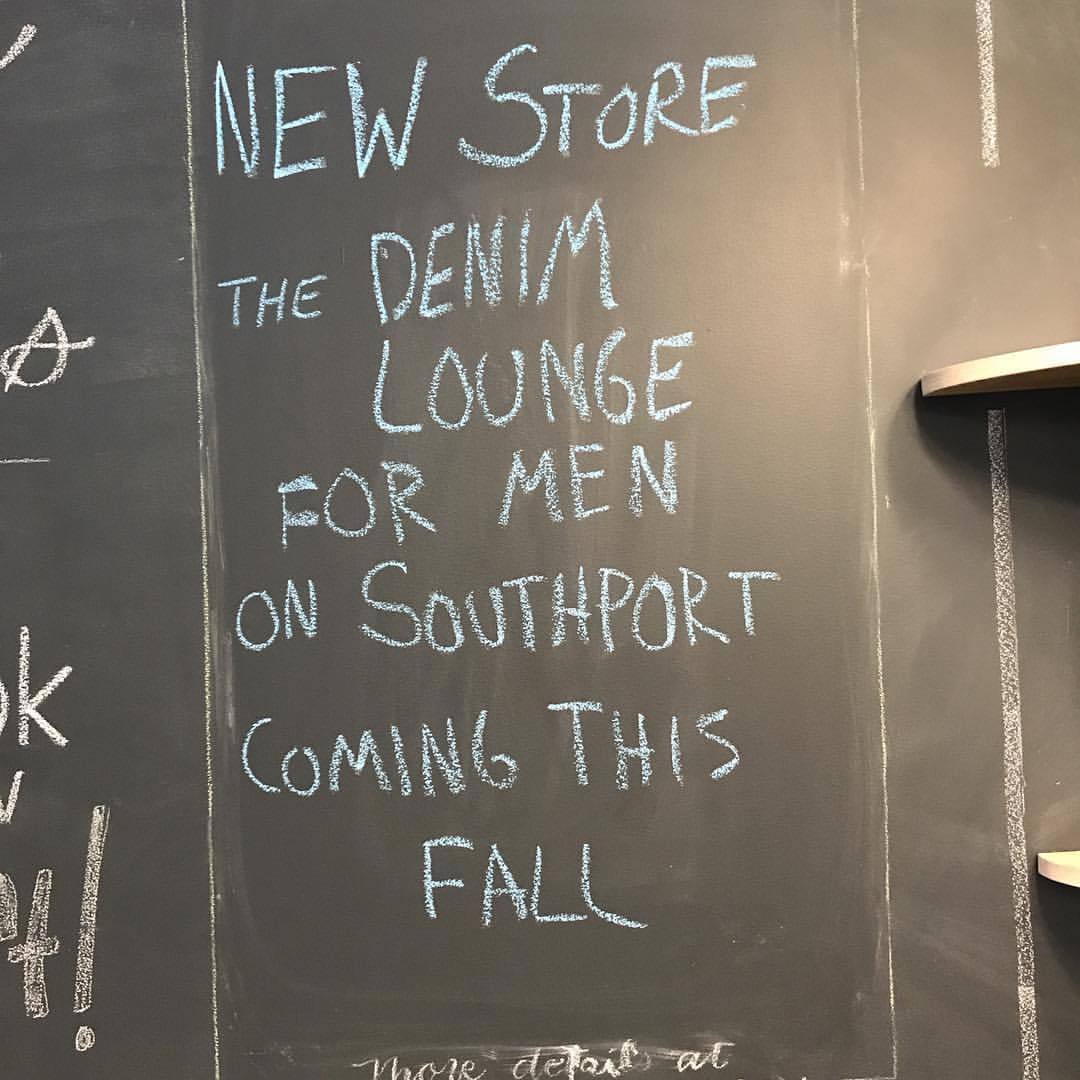 NEW STORE
THE DENIM
LOUNGE
FOR MEN
ON SOUTHPORT
COMING THIS
FALL
more details at